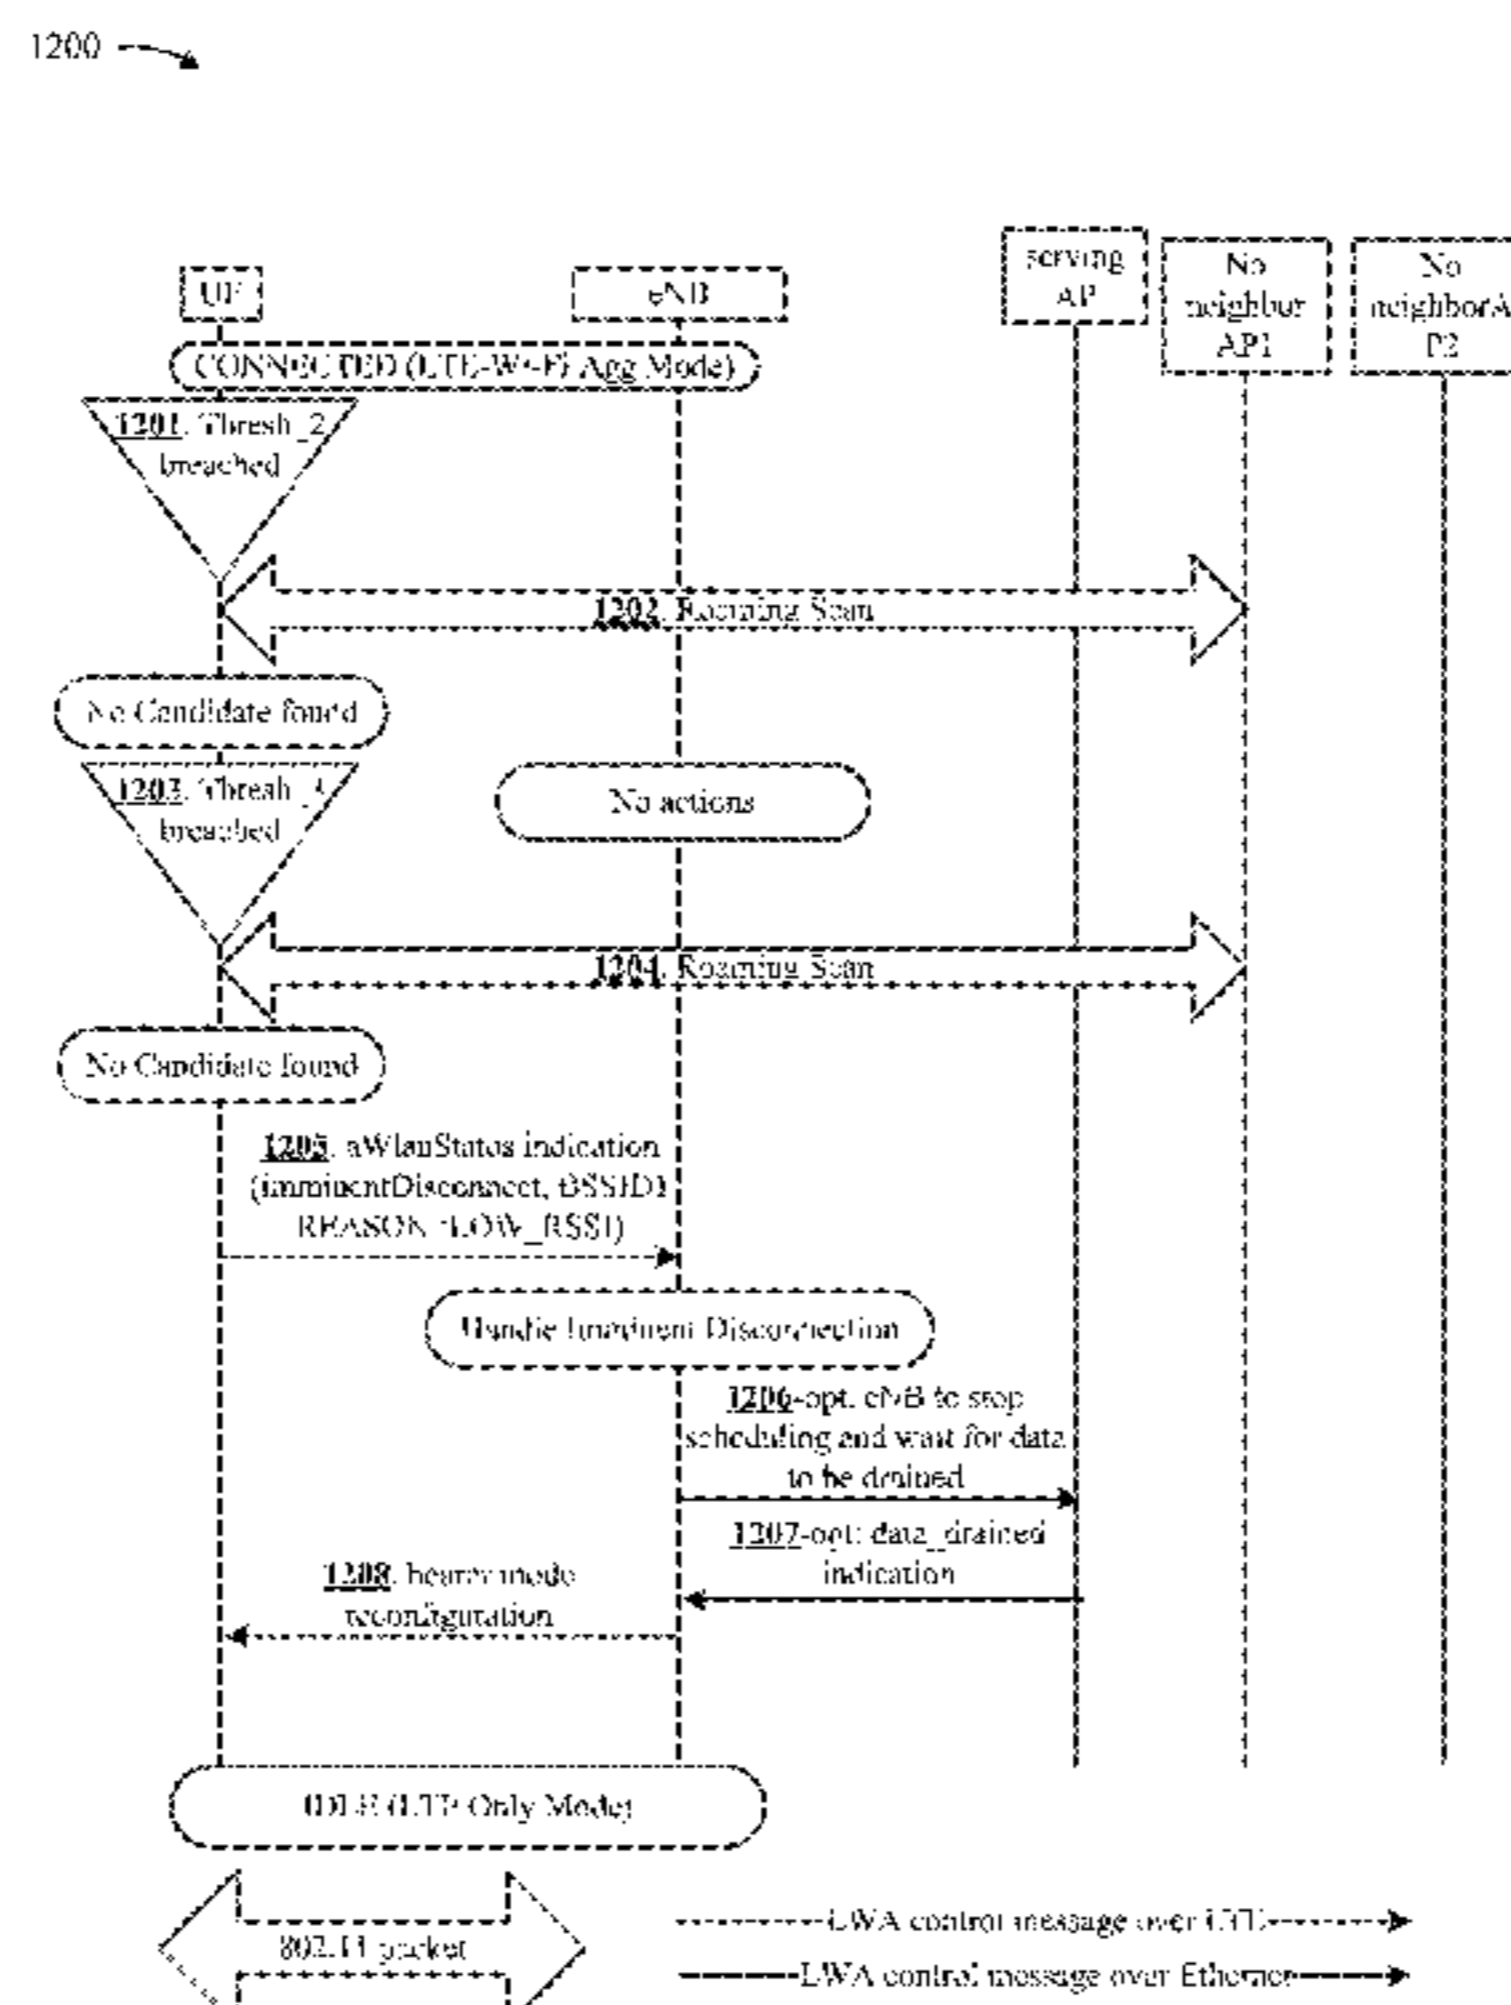 1200
UE
eNB
serving
AP
No
neighbor
AP1
No
neighborA
P2
CONNECTED (LTE-Wi-Fi Agg Mode)
1201. Thresh_2
breached
1202. Roaming Scan
No Candidate found
1203. Thresh_3
breached
No actions
1204. Roaming Scan
No Candidate found
1205. aWlanStatus indication
(imminentDisconnect, BSSID1
REASON :LOW_RSSI)
Handle Imminent Disconnection
1206-opt. eNB to stop
scheduling and wait for data
to be drained
1207-opt: data_drained
indication
1208. bearer mode
reconfiguration
IDLE (LTE Only Mode)
802.11 packet
LWA control message over LTE
LWA control message over Ethernet